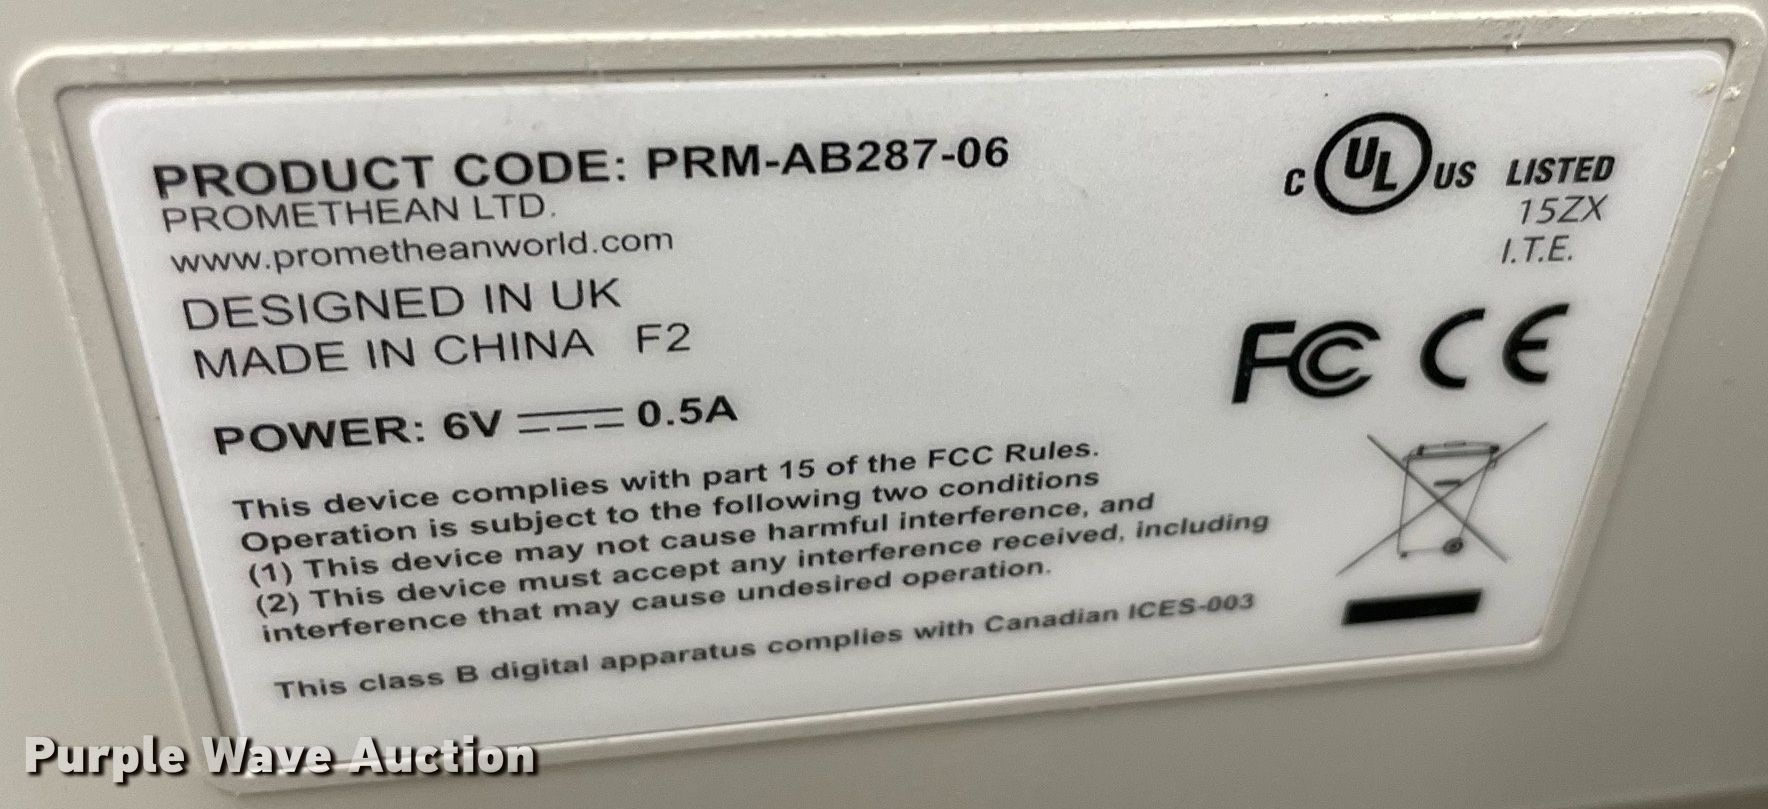 PRODUCT CODE: PRM-AB287-06
PROMETHEAN LTD.
www.prometheanworld.com
DESIGNED IN UK
MADE IN CHINA F2
POWER: 6V ⎓ 0.5A
This device complies with part 15 of the FCC Rules.
Operation is subject to the following two conditions
(1) This device may not cause harmful interference, and
(2) This device must accept any interference received, including
interference that may cause undesired operation.
This class B digital apparatus complies with Canadian ICES-003
C UL US LISTED
15ZX
I.T.E.
FC CE
Purple Wave Auction